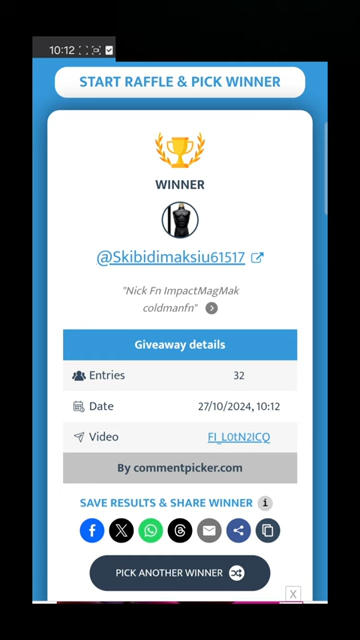 10:12
START RAFFLE & PICK WINNER
WINNER
@Skibidimaksiu61517
"Nick Fn ImpactMagMak
coldmanfn"
Giveaway details
Entries 32
Date 27/10/2024, 10:12
Video FI_L0tN2ICQ
By commentpicker.com
SAVE RESULTS & SHARE WINNER i
PICK ANOTHER WINNER
X